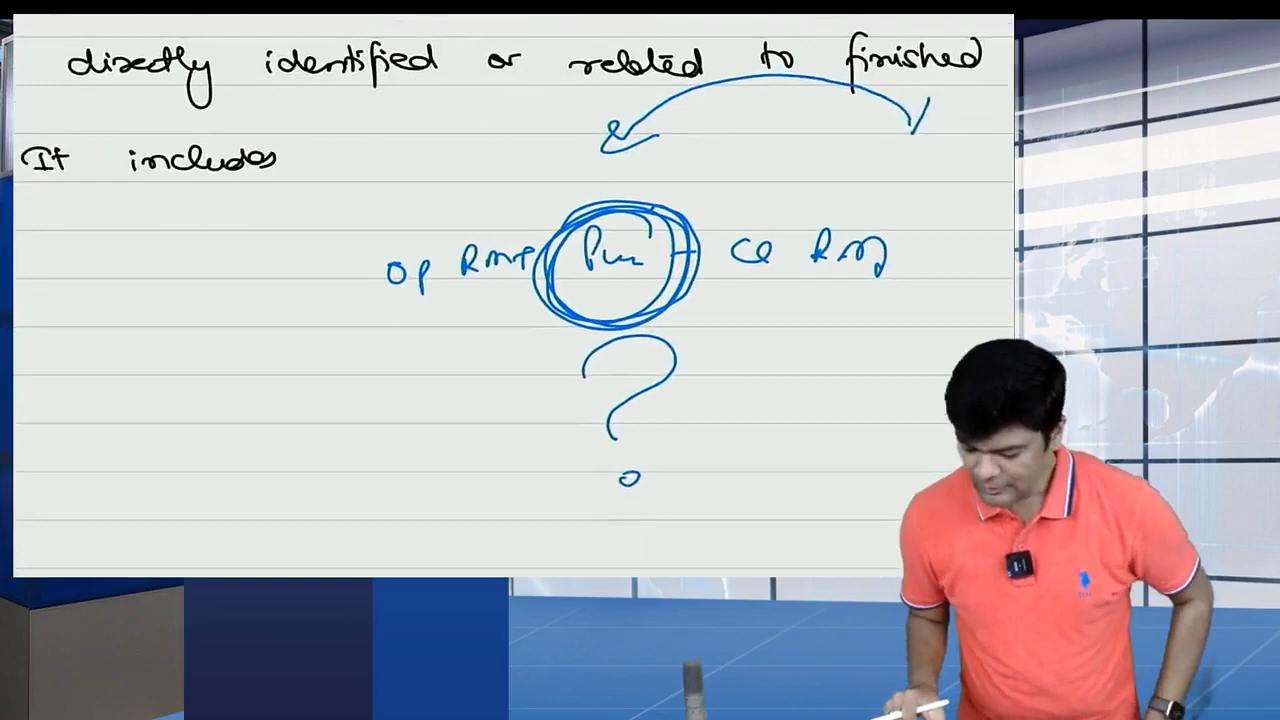 directly identified or related to finished
It includes
Op RM + Pur - Cl RM
?